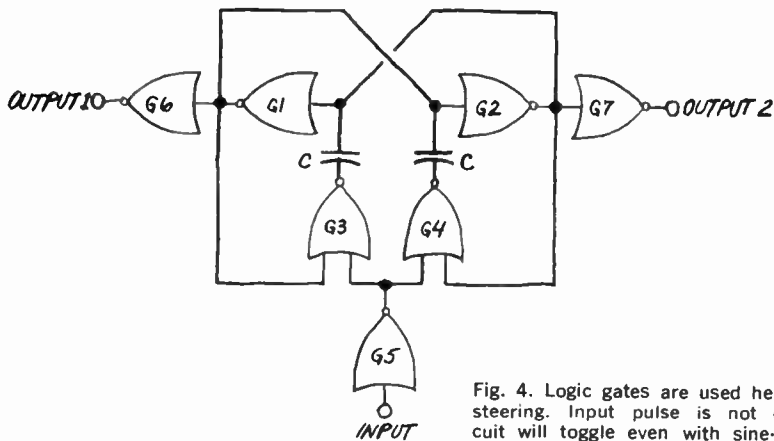 OUTPUT 1
G6
G1
G2
G7
OUTPUT 2
C
C
G3
G4
G5
INPUT
Fig. 4. Logic gates are used he
steering. Input pulse is not
cuit will toggle even with sine-